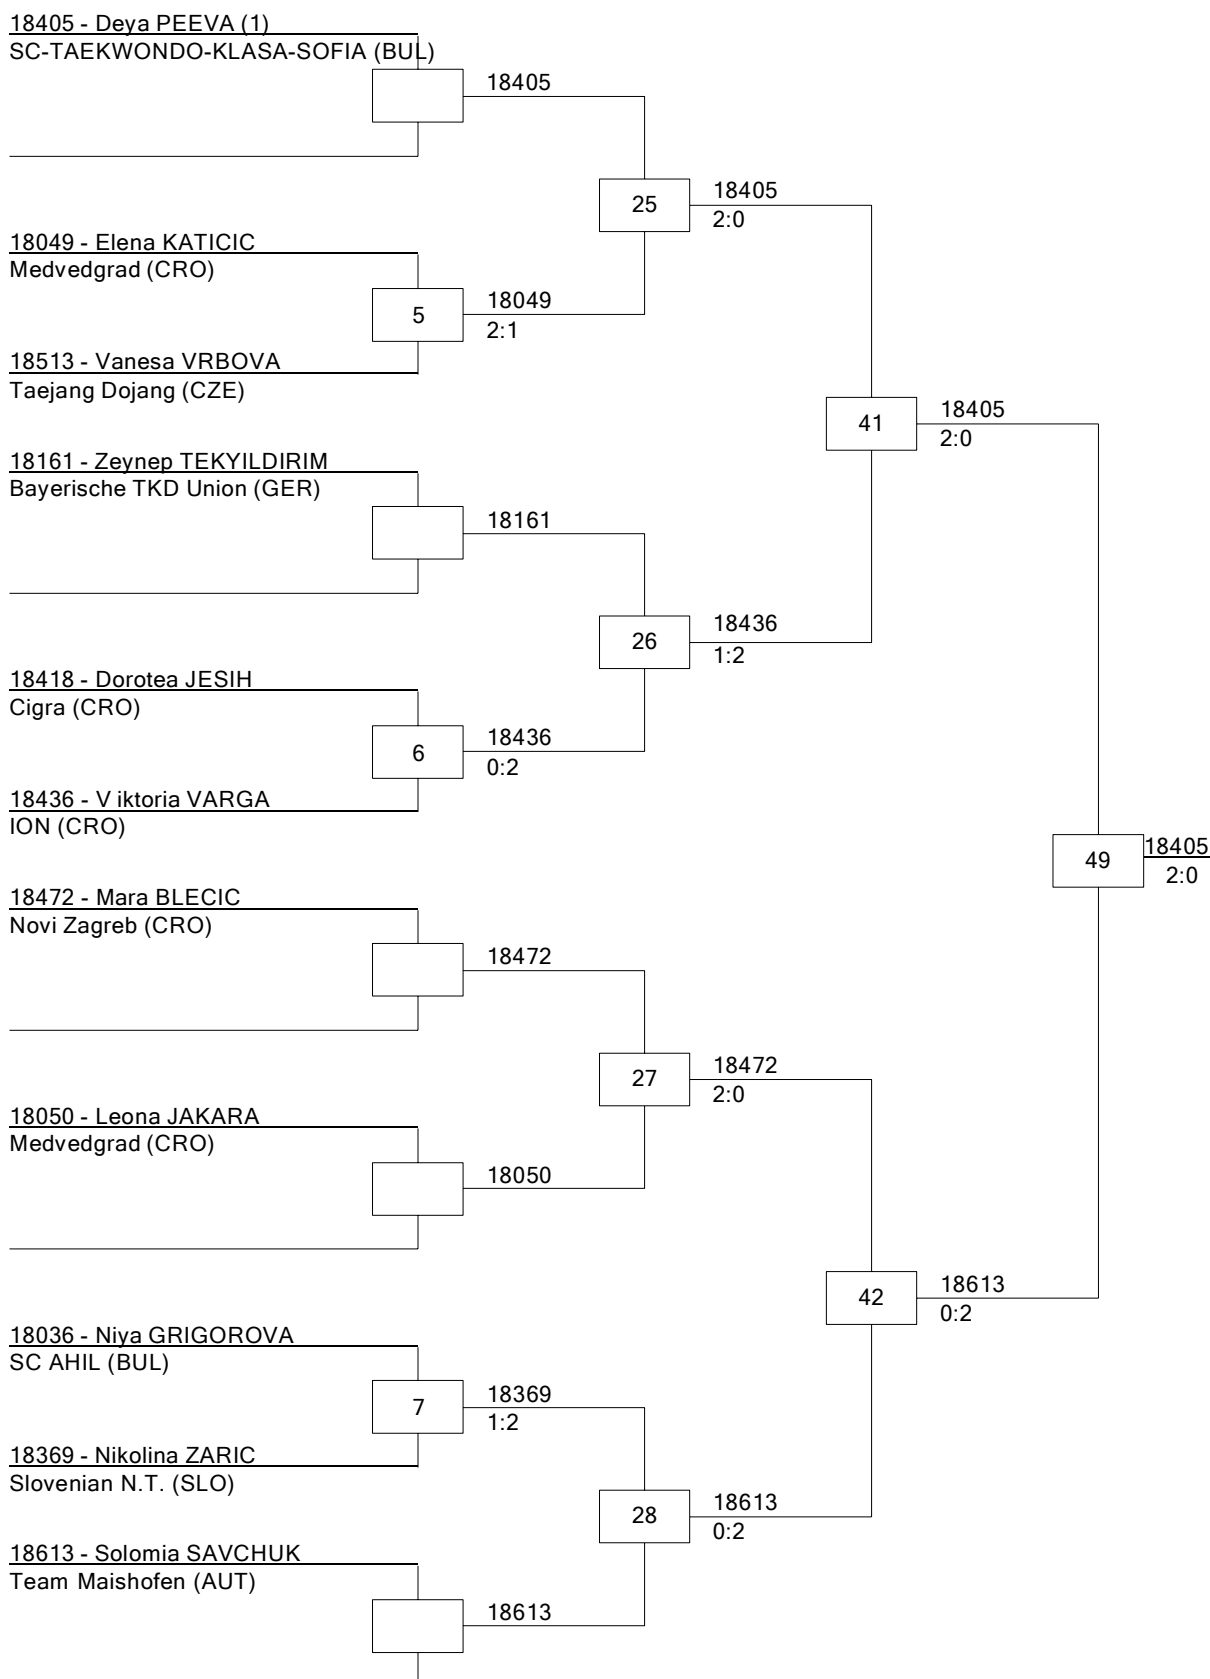 18405 - Deya PEEVA (1)
SC-TAEKWONDO-KLASA-SOFIA (BUL)
18405
25
18405
2:0
18049 - Elena KATICIC
Medvedgrad (CRO)
5
18049
2:1
18513 - Vanesa VRBOVA
Taejang Dojang (CZE)
41
18405
2:0
18161 - Zeynep TEKYILDIRIM
Bayerische TKD Union (GER)
18161
26
18436
1:2
18418 - Dorotea JESIH
Cigra (CRO)
6
18436
0:2
18436 - V iktoria VARGA
ION (CRO)
49
18405
2:0
18472 - Mara BLECIC
Novi Zagreb (CRO)
18472
27
18472
2:0
18050 - Leona JAKARA
Medvedgrad (CRO)
18050
42
18613
0:2
18036 - Niya GRIGOROVA
SC AHIL (BUL)
7
18369
1:2
18369 - Nikolina ZARIC
Slovenian N.T. (SLO)
28
18613
0:2
18613 - Solomia SAVCHUK
Team Maishofen (AUT)
18613